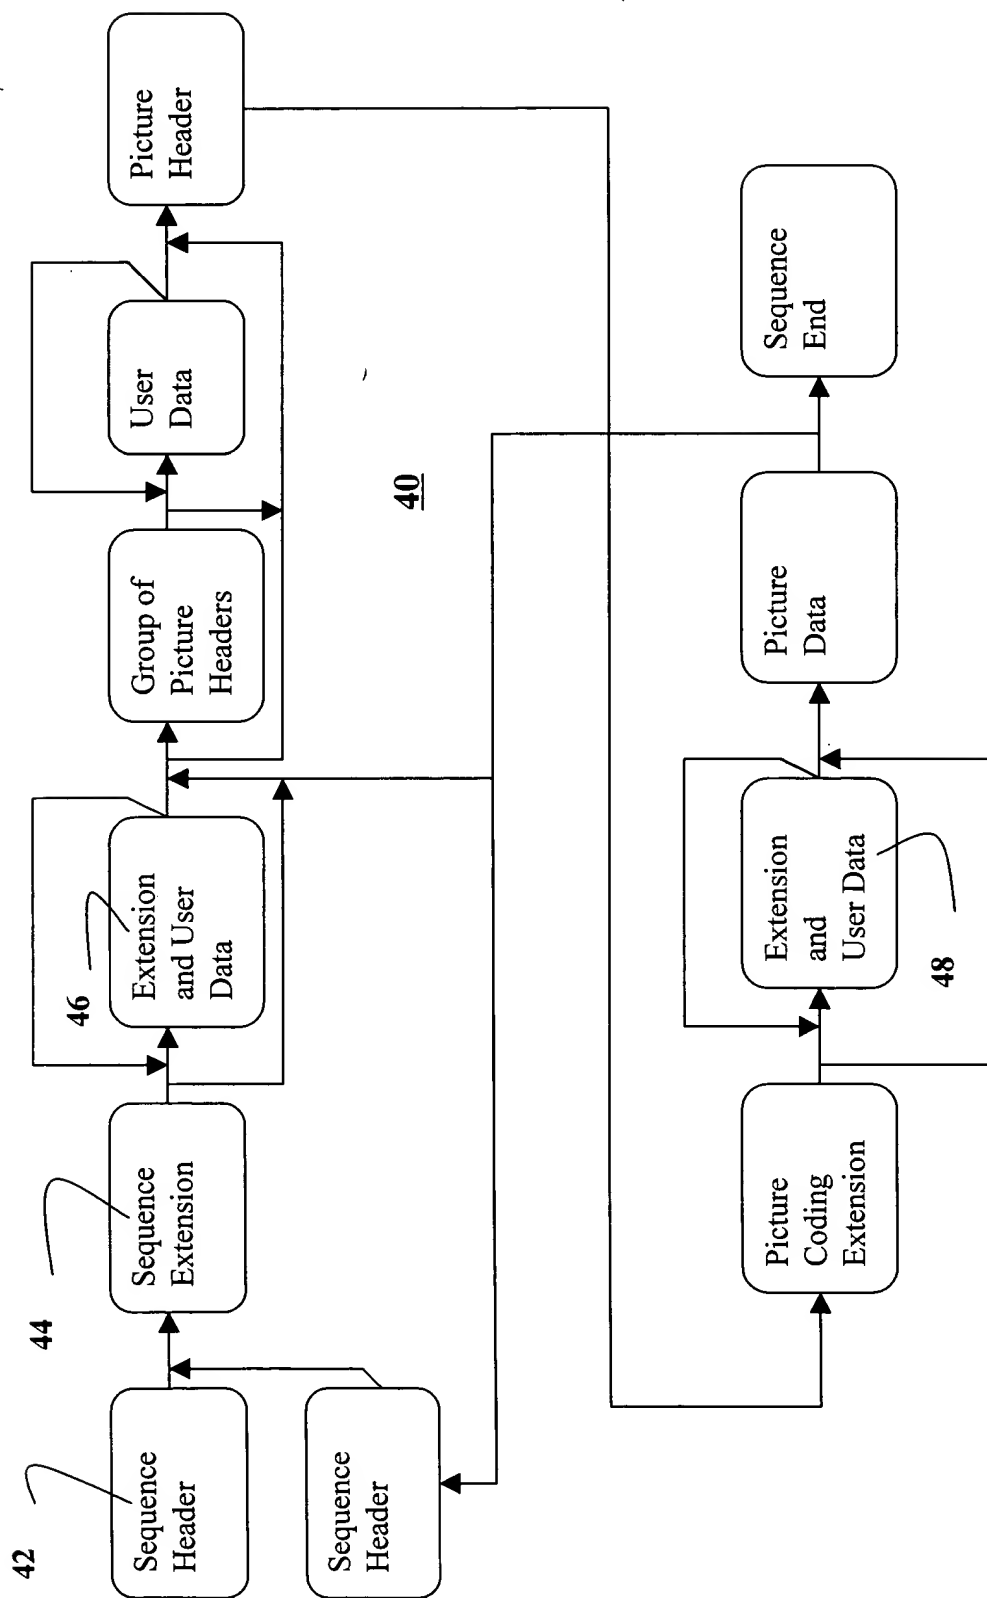 42
Sequence
Header
44
Sequence
Extension
46
Extension
and User
Data
Group of
Picture
Headers
User
Data
Picture
Header
Sequence
Header
40
Picture
Coding
Extension
Extension
and
User Data
48
Picture
Data
Sequence
End